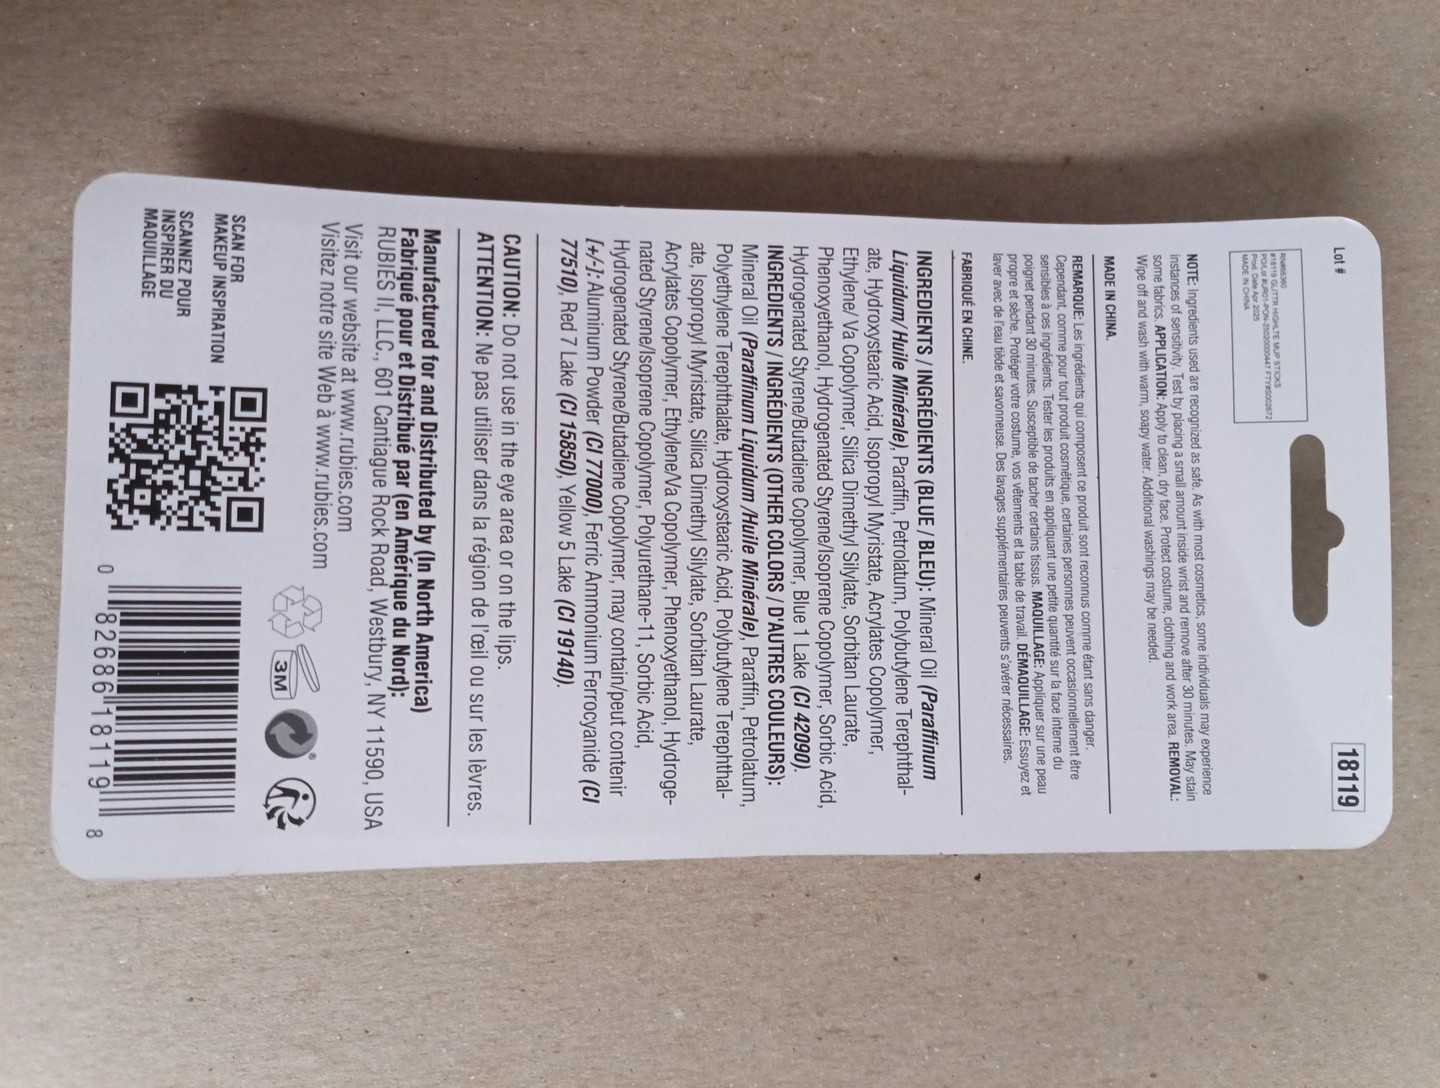 Lot #
18119
RN#99060
#18119 GLITTR HIGHLTE MUP STICKS
Prod. Date Apr 2025
MADE IN CHINA
NOTE: Ingredients used are recognized as safe. As with most cosmetics, some individuals may experience
instances of sensitivity. Test by placing a small amount inside wrist and remove after 30 minutes. May stain
some fabrics. APPLICATION: Apply to clean, dry face. Protect costume, clothing and work area. REMOVAL:
Wipe off and wash with warm, soapy water. Additional washings may be needed.
MADE IN CHINA.
REMARQUE: Les ingrédients qui composent ce produit sont reconnus comme étant sans danger.
Cependant, comme pour tout produit cosmétique, certaines personnes peuvent occasionnellement être
sensibles à ces ingrédients. Tester les produits en appliquant une petite quantité sur la face interne du
poignet pendant 30 minutes. Susceptible de tacher certains tissus. MAQUILLAGE: Appliquer sur une peau
propre et sèche. Protéger votre costume, vos vêtements et la table de travail. DÉMAQUILLAGE: Essuyez et
laver avec de l'eau tiède et savonneuse. Des lavages supplémentaires peuvents s'avérer nécessaires.
FABRIQUÉ EN CHINE.
INGREDIENTS / INGRÉDIENTS (BLUE / BLEU): Mineral Oil (Paraffinum
Liquidum/ Huile Minérale), Paraffin, Petrolatum, Polybutylene Terephthal-
ate, Hydroxystearic Acid, Isopropyl Myristate, Acrylates Copolymer,
Ethylene/ Va Copolymer, Silica Dimethyl Silylate, Sorbitan Laurate,
Phenoxyethanol, Hydrogenated Styrene/Isoprene Copolymer, Sorbic Acid,
Hydrogenated Styrene/Butadiene Copolymer, Blue 1 Lake (CI 42090).
INGREDIENTS / INGRÉDIENTS (OTHER COLORS / D'AUTRES COULEURS):
Mineral Oil (Paraffinum Liquidum /Huile Minérale), Paraffin, Petrolatum,
Polyethylene Terephthalate, Hydroxystearic Acid, Polybutylene Terephthal-
ate, Isopropyl Myristate, Silica Dimethyl Silylate, Sorbitan Laurate,
Acrylates Copolymer, Ethylene/Va Copolymer, Phenoxyethanol, Hydroge-
nated Styrene/Isoprene Copolymer, Polyurethane-11, Sorbic Acid,
Hydrogenated Styrene/Butadiene Copolymer, may contain/peut contenir
[+/-]: Aluminum Powder (CI 77000), Ferric Ammonium Ferrocyanide (CI
77510), Red 7 Lake (CI 15850), Yellow 5 Lake (CI 19140).
CAUTION: Do not use in the eye area or on the lips.
ATTENTION: Ne pas utiliser dans la région de l'œil ou sur les lèvres.
Manufactured for and Distributed by (In North America)
Fabriqué pour et Distribué par (en Amérique du Nord):
RUBIES II, LLC., 601 Cantiague Rock Road, Westbury, NY 11590, USA
Visit our website at www.rubies.com
Visitez notre site Web à www.rubies.com
SCAN FOR
MAKEUP INSPIRATION
SCANNEZ POUR
INSPIRER DU
MAQUILLAGE
3M
®
0 82686 18119 8